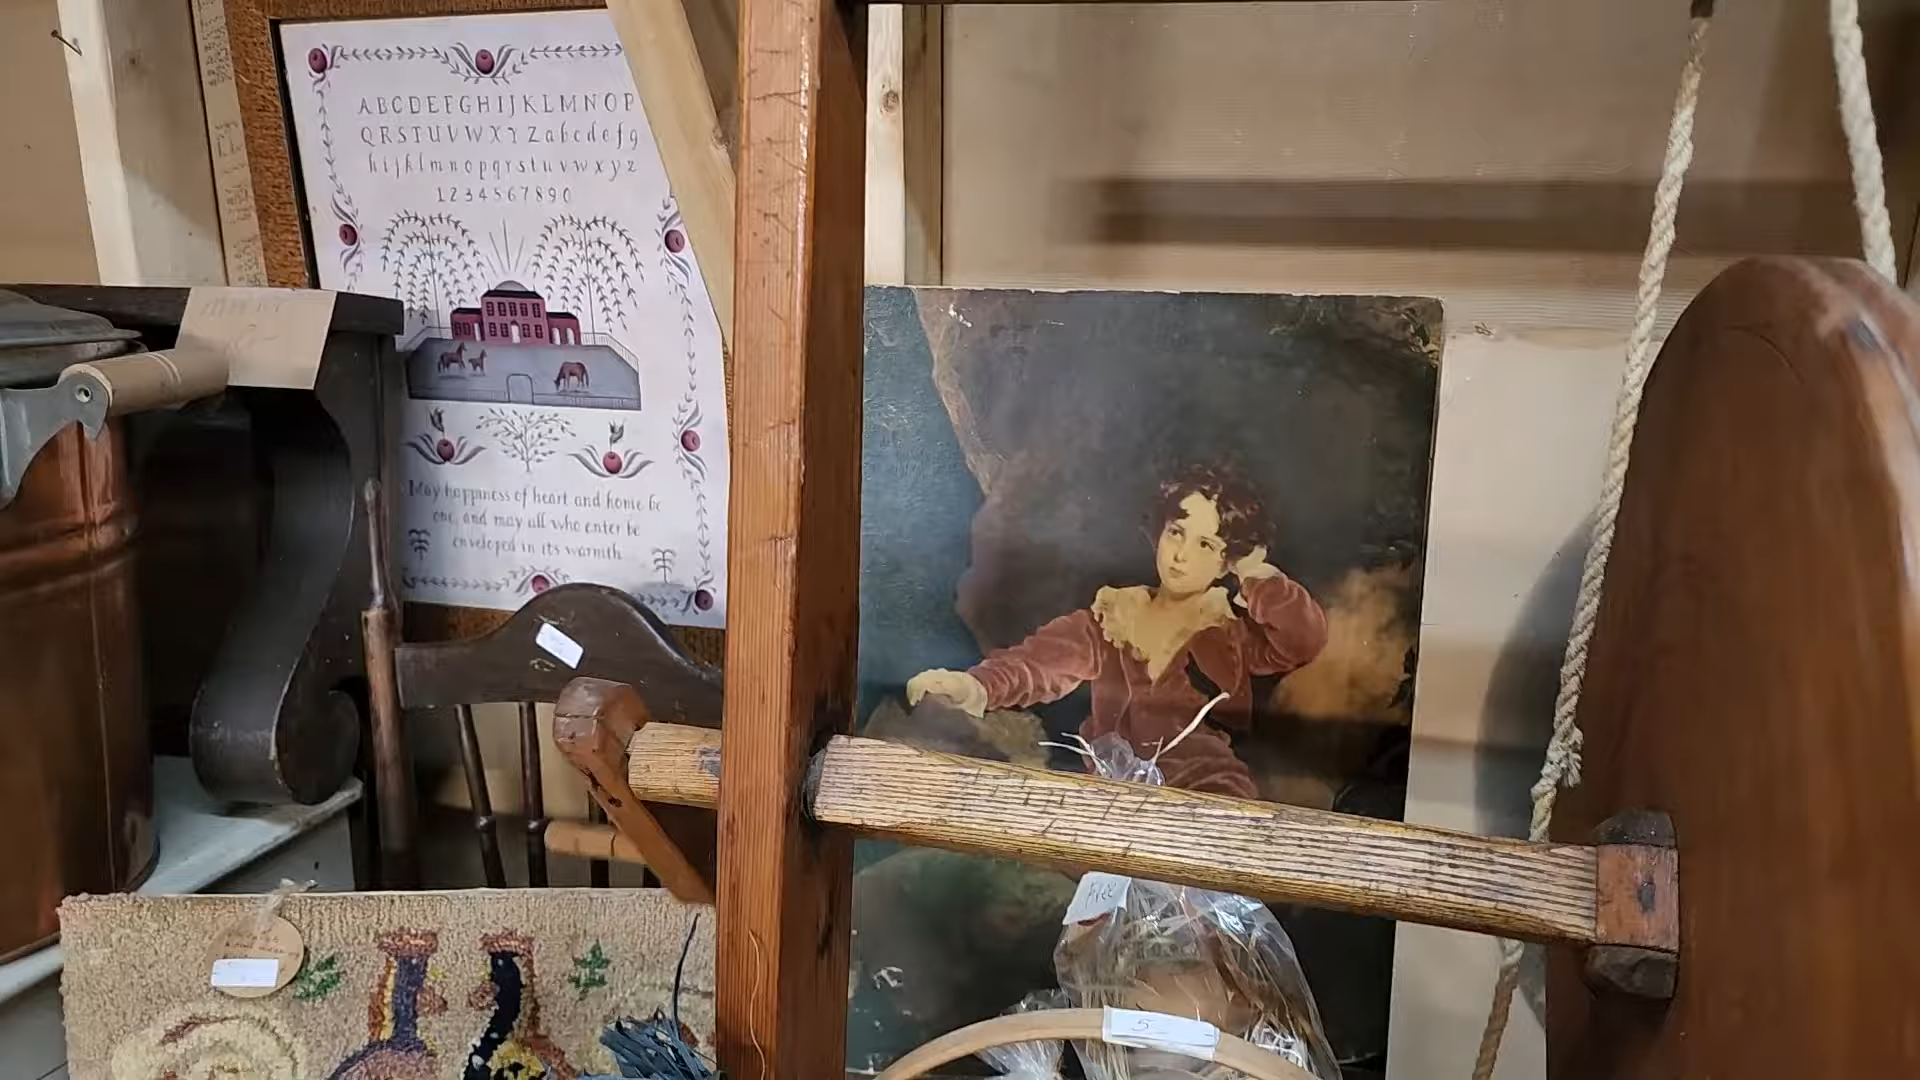 ABCDEFGHIJKLMNOP
QRSTUVWXYZabcdefg
hijklmnopqrstuvwxyz
1234567890
May happiness of heart and home be
one, and may all who enter be
enveloped in its warmth
Free
5